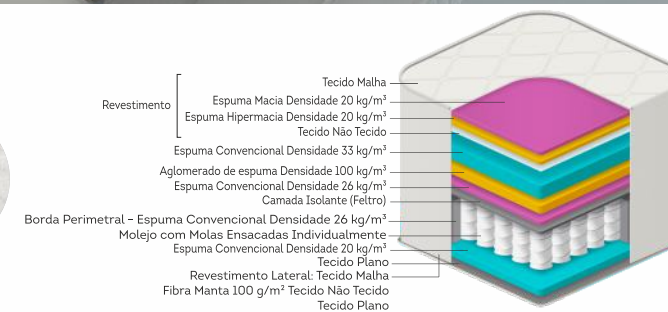 Tecido Malha
Revestimento
Espuma Macia Densidade 20 kg/m³
Espuma Hipermacia Densidade 20 kg/m³
Tecido Não Tecido
Espuma Convencional Densidade 33 kg/m³
Aglomerado de espuma Densidade 100 kg/m³
Espuma Convencional Densidade 26 kg/m³
Camada Isolante (Feltro)
Borda Perimetral – Espuma Convencional Densidade 26 kg/m³
Molejo com Molas Ensacadas Individualmente
Espuma Convencional Densidade 20 kg/m³
Tecido Plano
Revestimento Lateral: Tecido Malha
Fibra Manta 100 g/m² Tecido Não Tecido
Tecido Plano